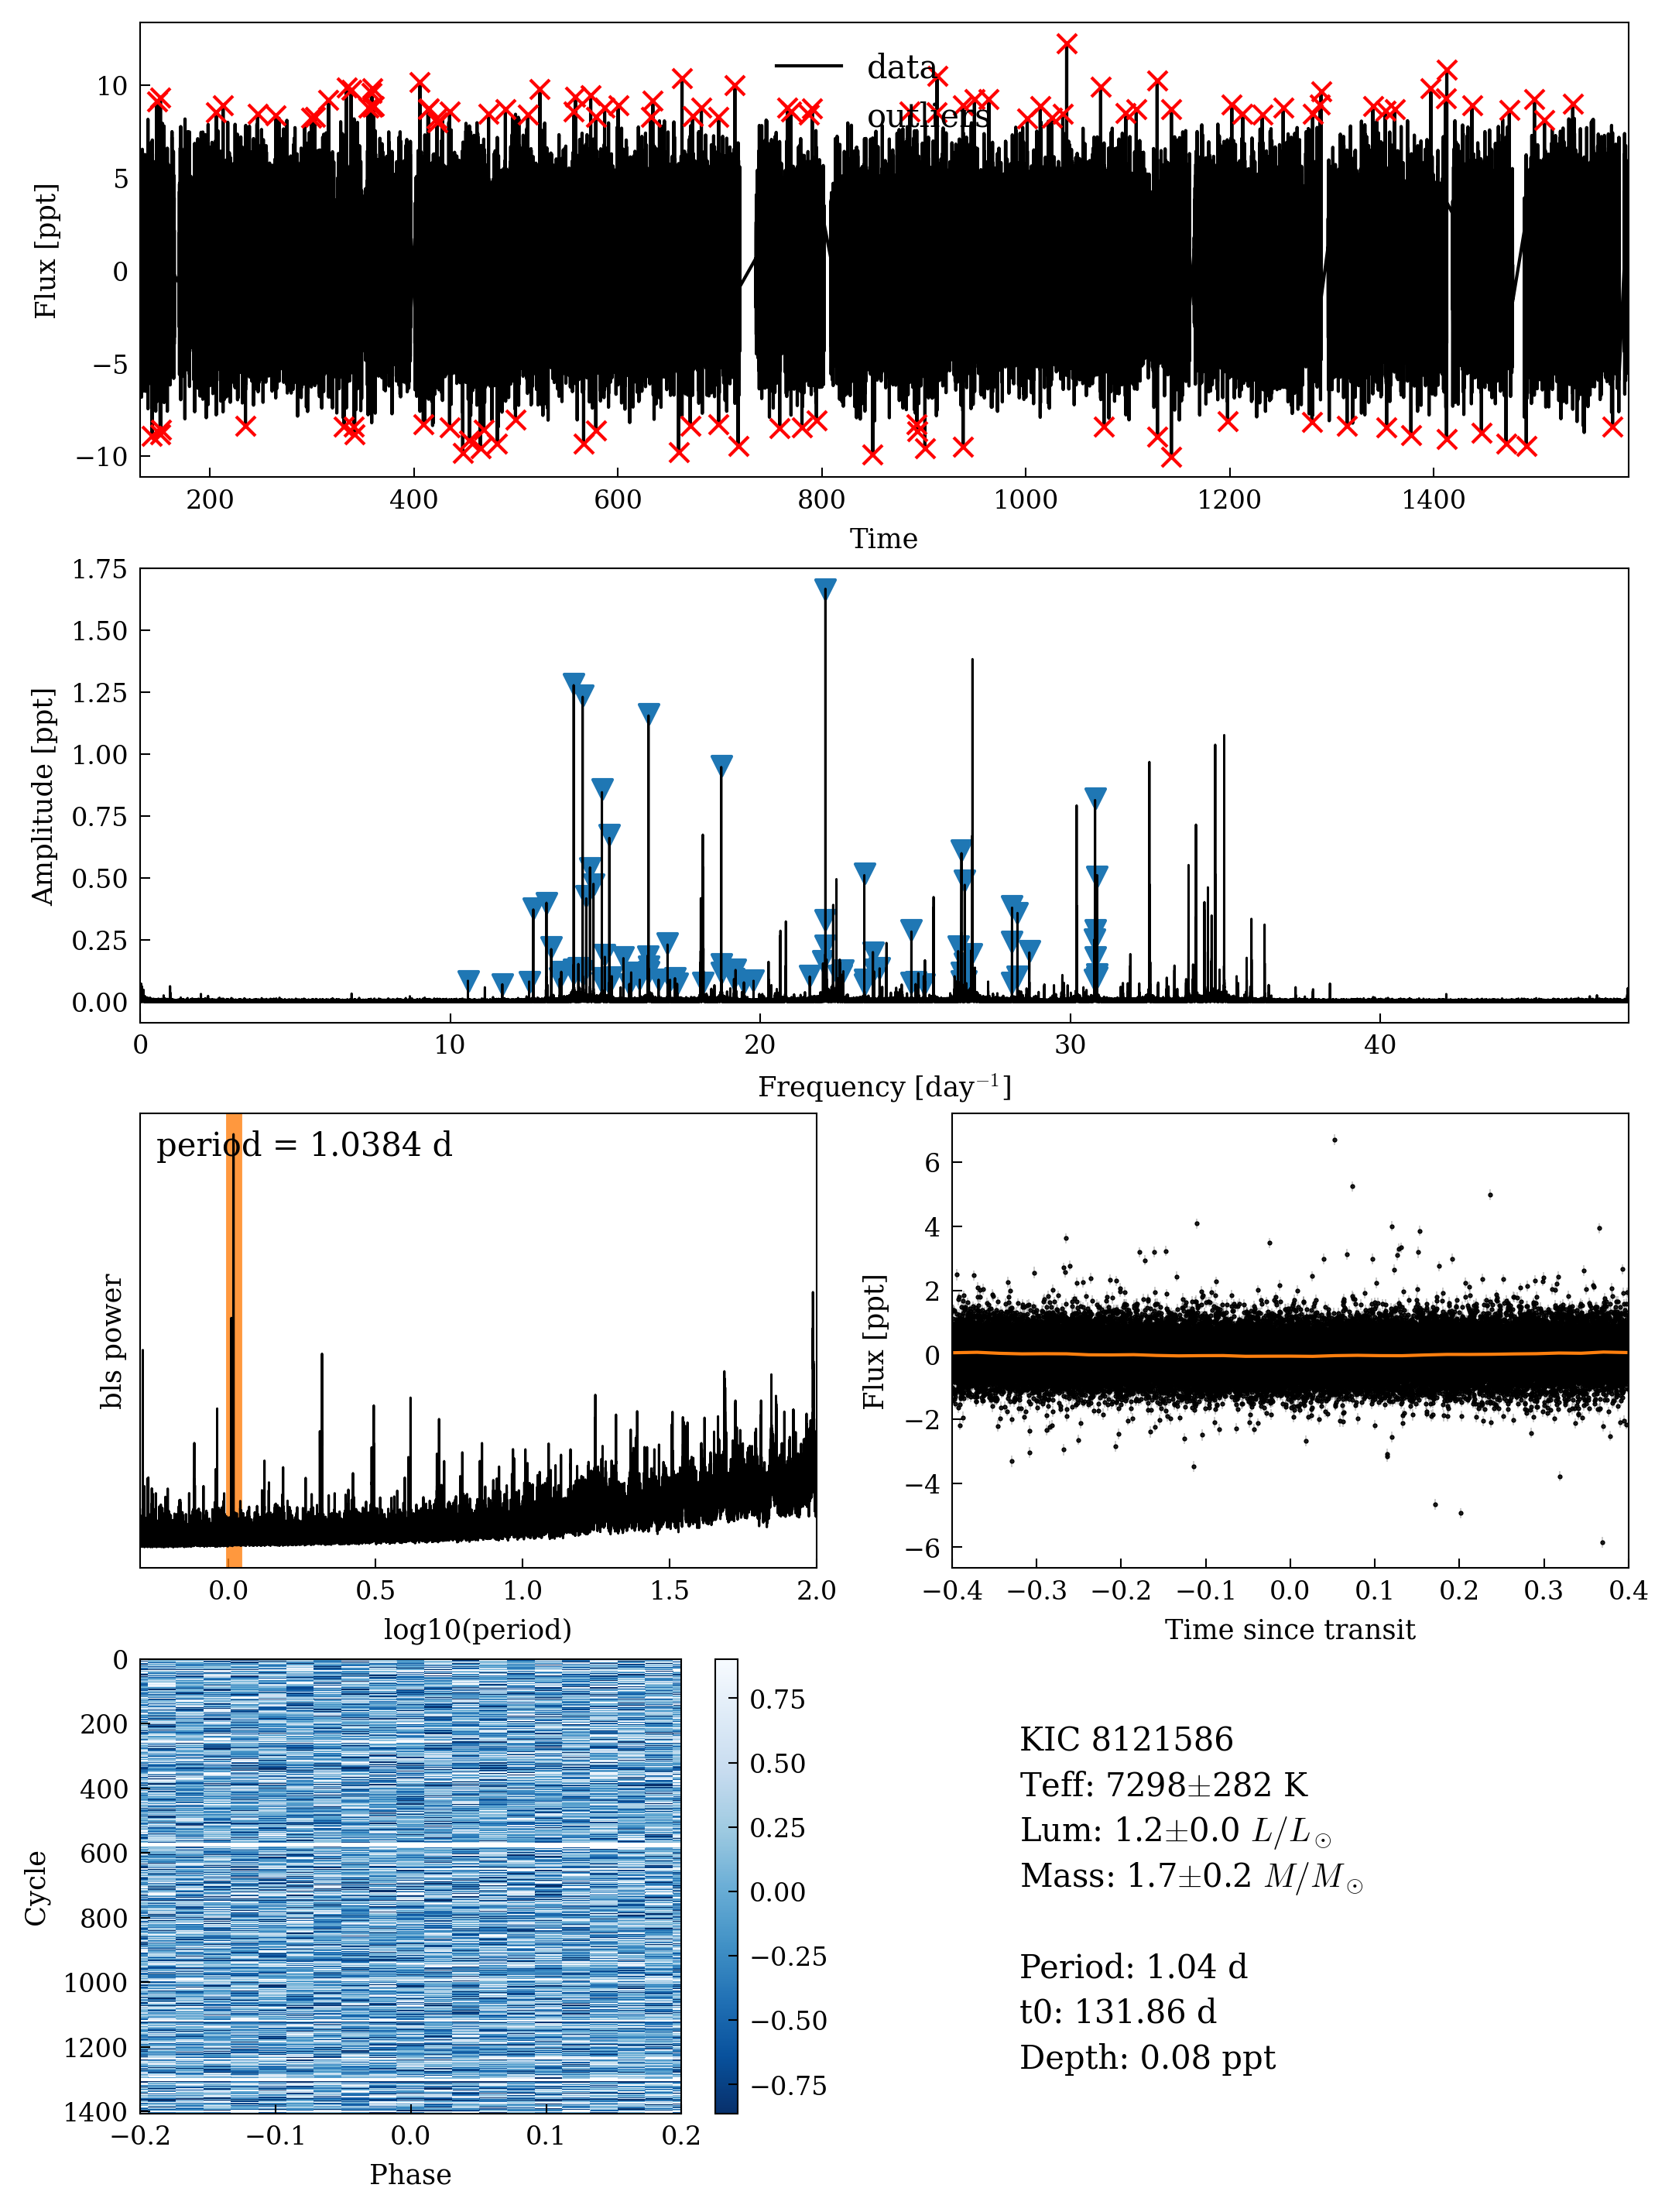 data
outliers
10
5
0
−5
−10
Flux [ppt]
200 400 600 800 1000 1200 1400
Time
1.75
1.50
1.25
1.00
0.75
0.50
0.25
0.00
Amplitude [ppt]
0 10 20 30 40
Frequency [day⁻¹]
period = 1.0384 d
bls power
0.0 0.5 1.0 1.5 2.0
log10(period)
6
4
2
0
−2
−4
−6
Flux [ppt]
−0.4 −0.3 −0.2 −0.1 0.0 0.1 0.2 0.3 0.4
Time since transit
0
200
400
600
800
1000
1200
1400
Cycle
−0.2 −0.1 0.0 0.1 0.2
Phase
0.75
0.50
0.25
0.00
−0.25
−0.50
−0.75
KIC 8121586
Teff: 7298±282 K
Lum: 1.2±0.0 L/L☉
Mass: 1.7±0.2 M/M☉
Period: 1.04 d
t0: 131.86 d
Depth: 0.08 ppt